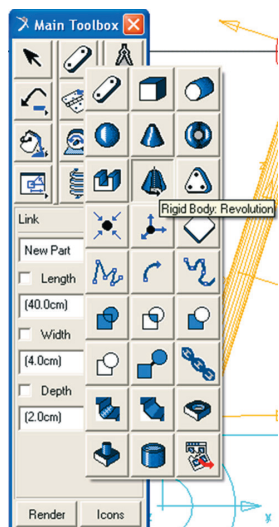 Main Toolbox
Rigid Body: Revolution
Link
New Part
Length
(40.0cm)
Width
(4.0cm)
Depth
(2.0cm)
Render
Icons
x